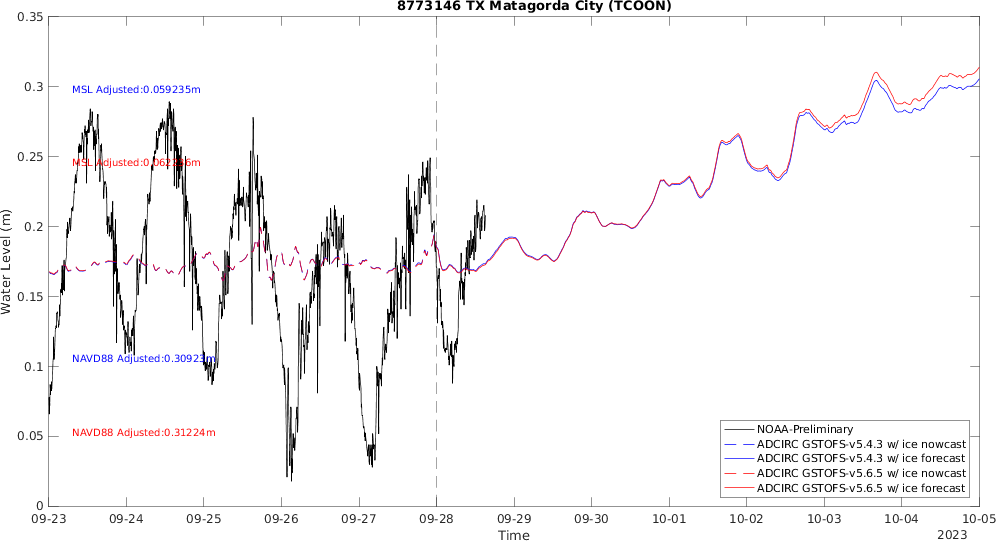 8773146 TX Matagorda City (TCOON)
0.35
0.3
0.25
0.2
0.15
0.1
0.05
0
Water Level (m)
MSL Adjusted:0.059235m
MSL Adjusted:0.062246m
NAVD88 Adjusted:0.30923m
NAVD88 Adjusted:0.31224m
NOAA-Preliminary
ADCIRC GSTOFS-v5.4.3 w/ ice nowcast
ADCIRC GSTOFS-v5.4.3 w/ ice forecast
ADCIRC GSTOFS-v5.6.5 w/ ice nowcast
ADCIRC GSTOFS-v5.6.5 w/ ice forecast
09-23 09-24 09-25 09-26 09-27 09-28 09-29 09-30 10-01 10-02 10-03 10-04 10-05
Time
2023